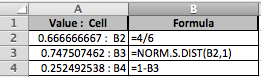 A B
1 Value : Cell Formula
2 0.666666667 : B2 =4/6
3 0.747507462 : B3 =NORM.S.DIST(B2,1)
4 0.252492538 : B4 =1-B3